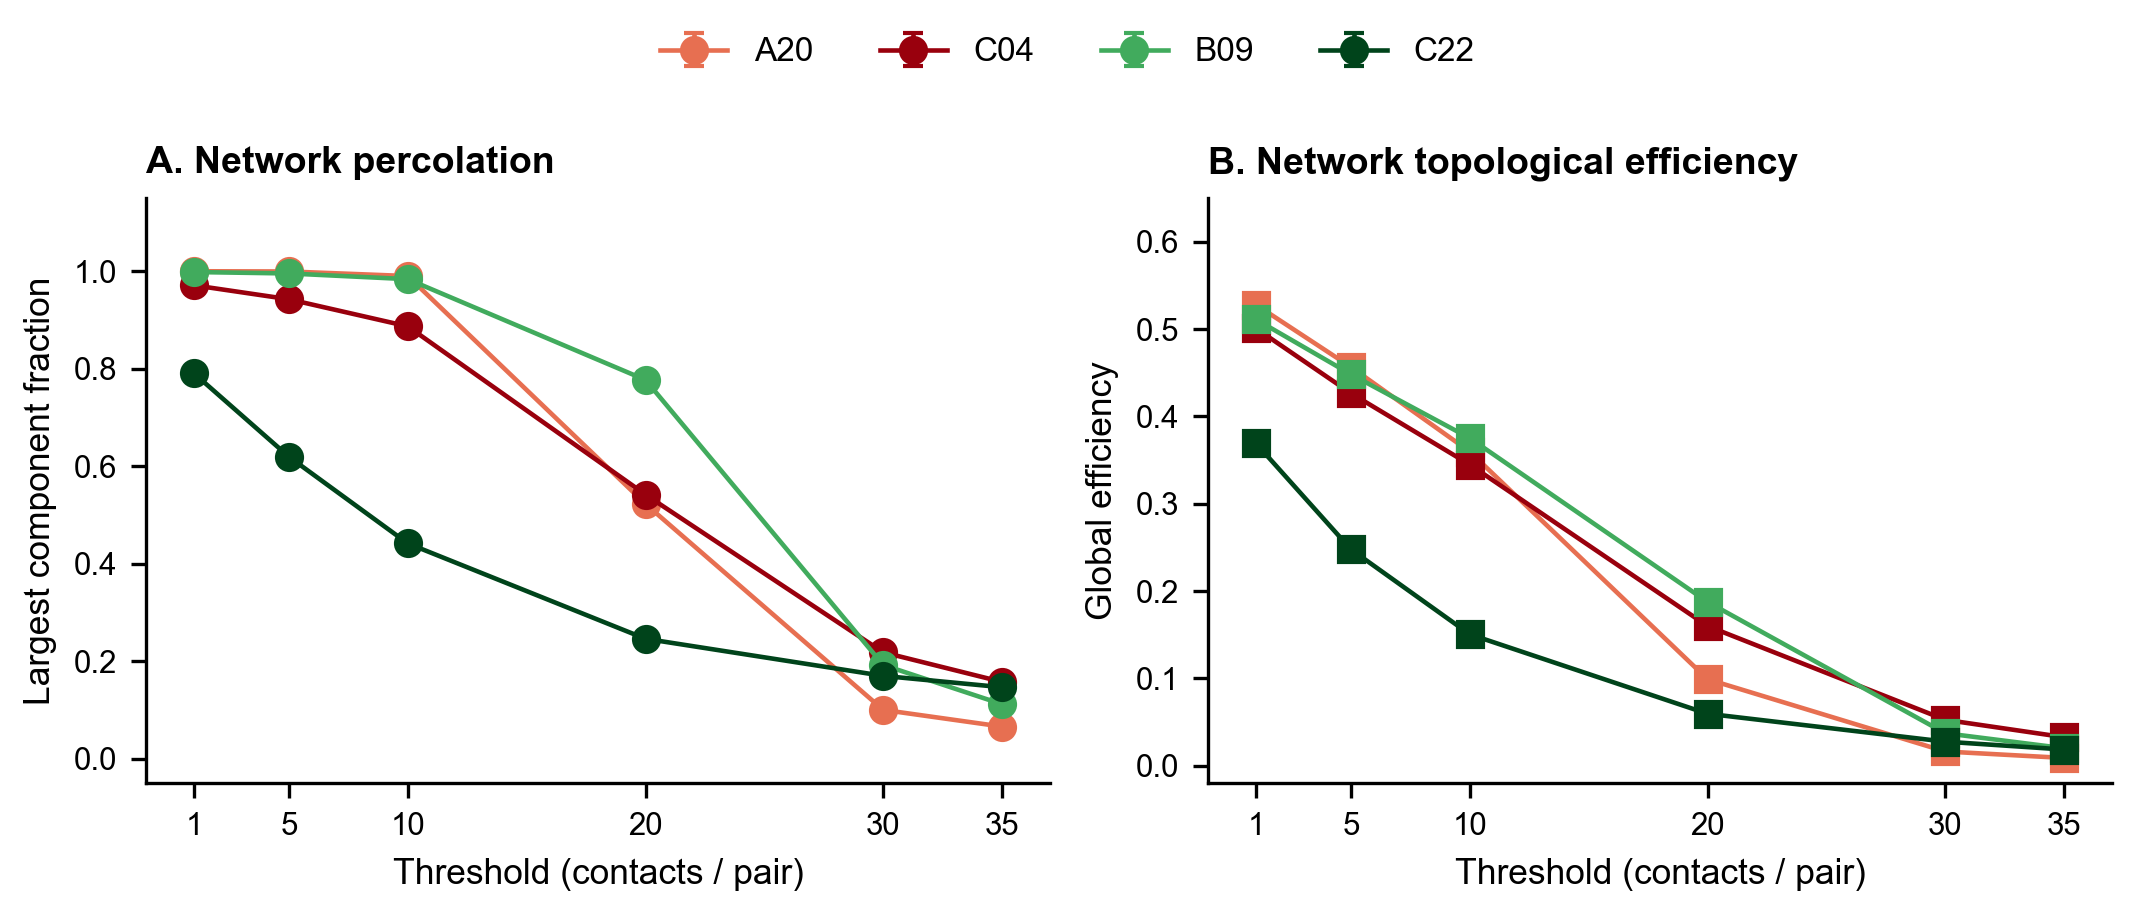 A20 C04 B09 C22
A. Network percolation
Largest component fraction
1.0
0.8
0.6
0.4
0.2
0.0
1 5 10 20 30 35
Threshold (contacts / pair)
B. Network topological efficiency
Global efficiency
0.6
0.5
0.4
0.3
0.2
0.1
0.0
1 5 10 20 30 35
Threshold (contacts / pair)